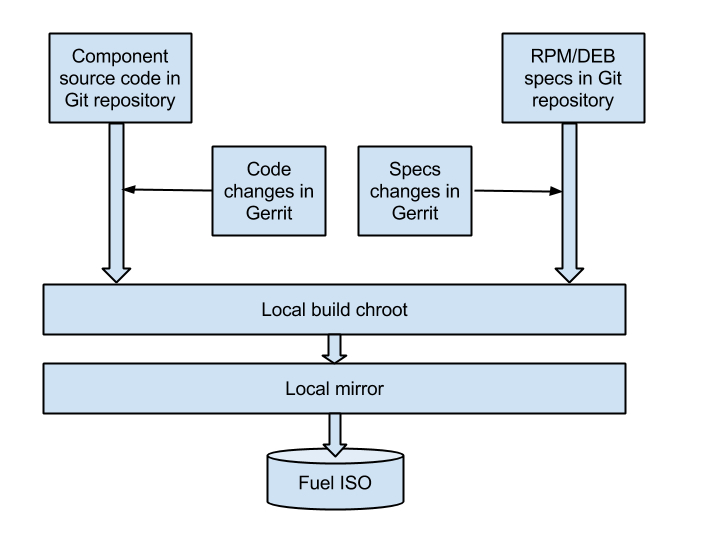 Component
source code in
Git repository
RPM/DEB
specs in Git
repository
Code
changes in
Gerrit
Specs
changes in
Gerrit
Local build chroot
Local mirror
Fuel ISO